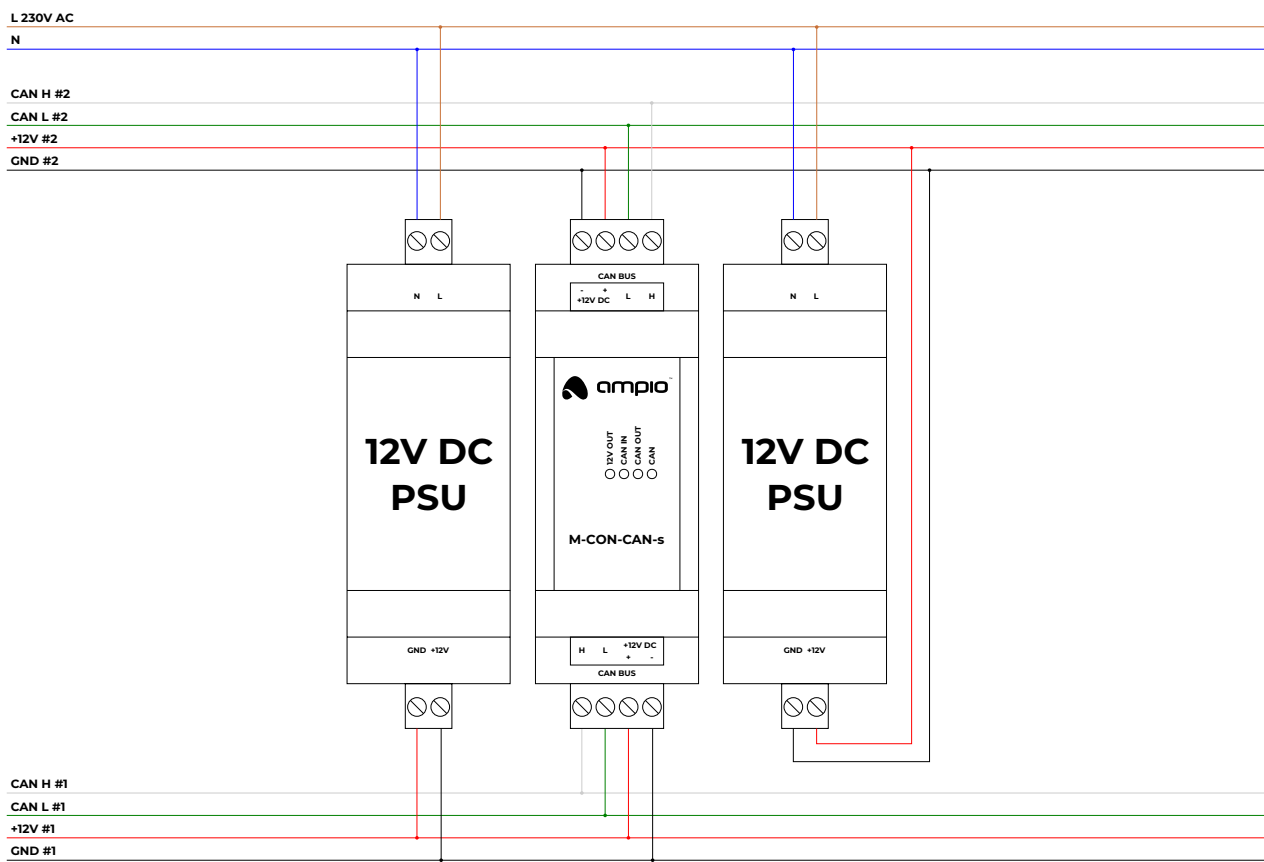 L 230V AC
N
CAN H #2
CAN L #2
+12V #2
GND #2
N L
CAN BUS
- +
+12V DC L H
N L
ampio™
12V OUT
CAN IN
CAN OUT
CAN
12V DC
PSU
12V DC
PSU
M-CON-CAN-s
GND +12V
H L +12V DC
+ -
CAN BUS
GND +12V
CAN H #1
CAN L #1
+12V #1
GND #1